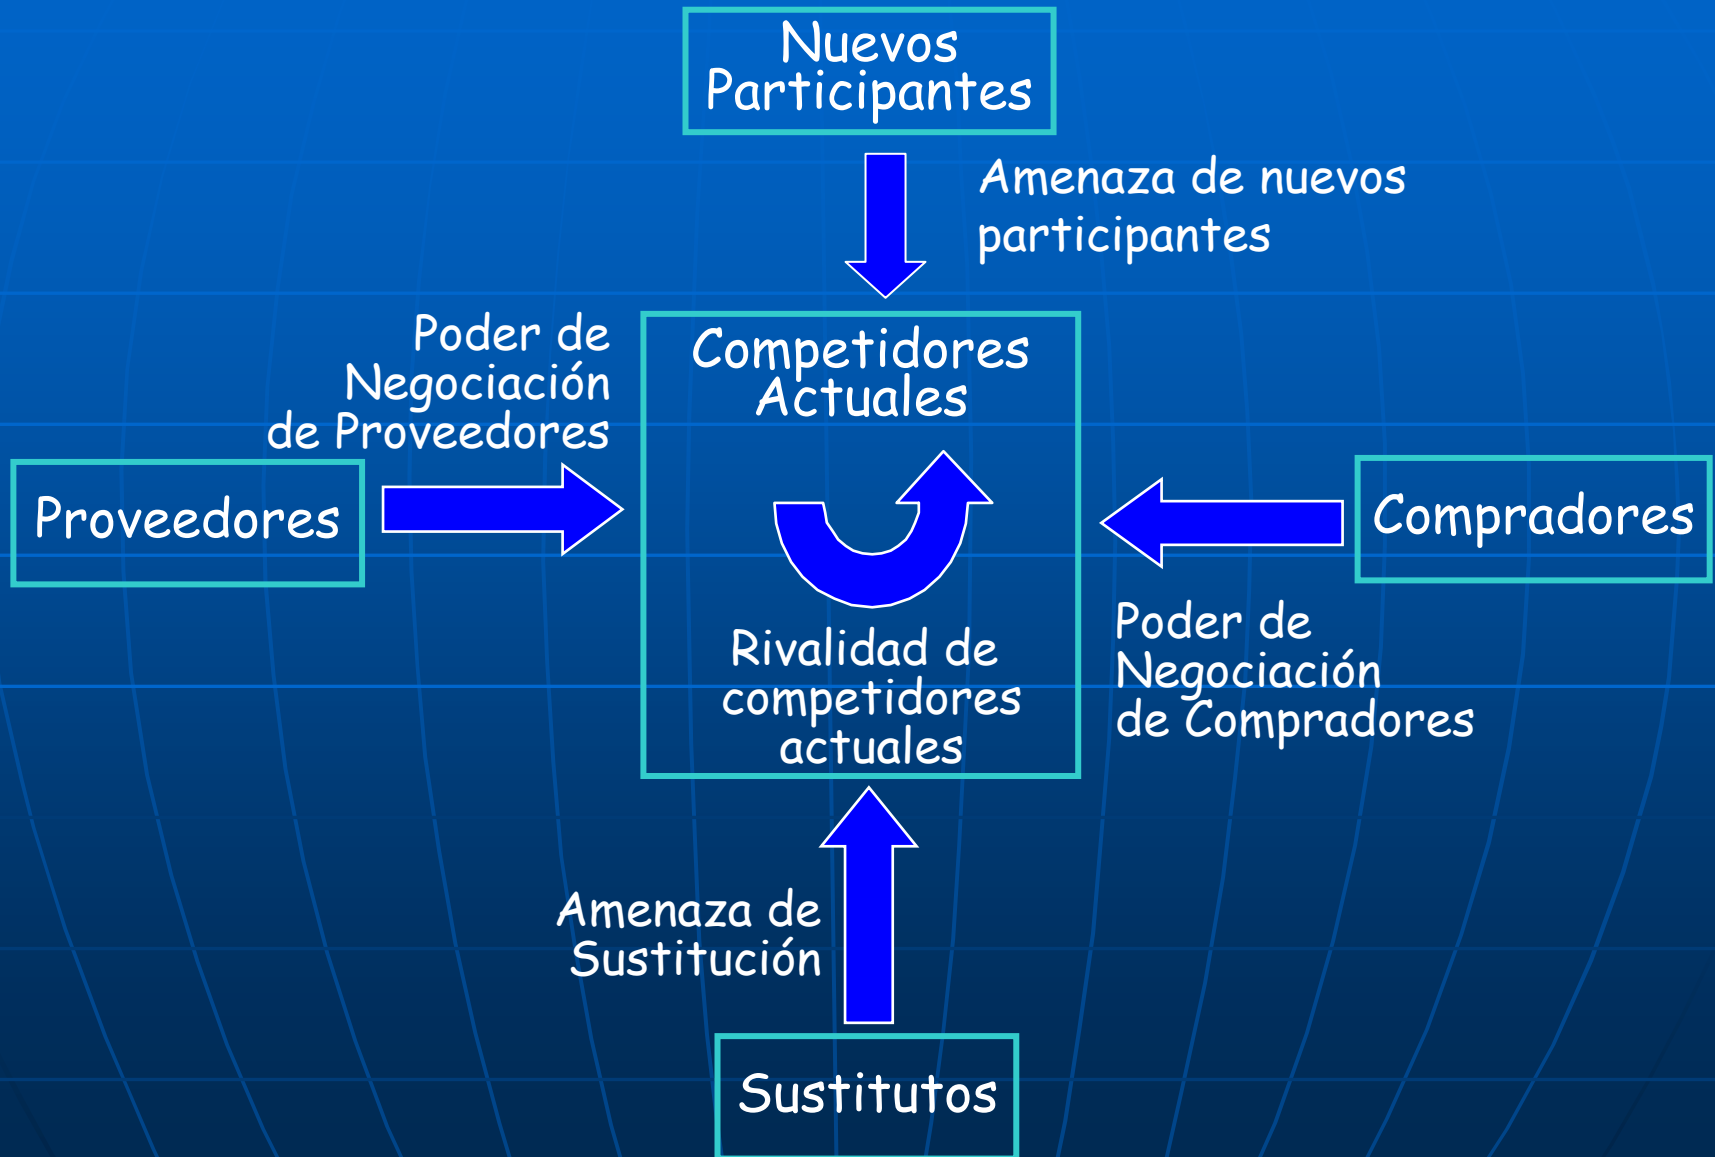 Nuevos
Participantes
Amenaza de nuevos
participantes
Poder de
Negociación
de Proveedores
Competidores
Actuales
Proveedores
Compradores
Rivalidad de
competidores
actuales
Poder de
Negociación
de Compradores
Amenaza de
Sustitución
Sustitutos